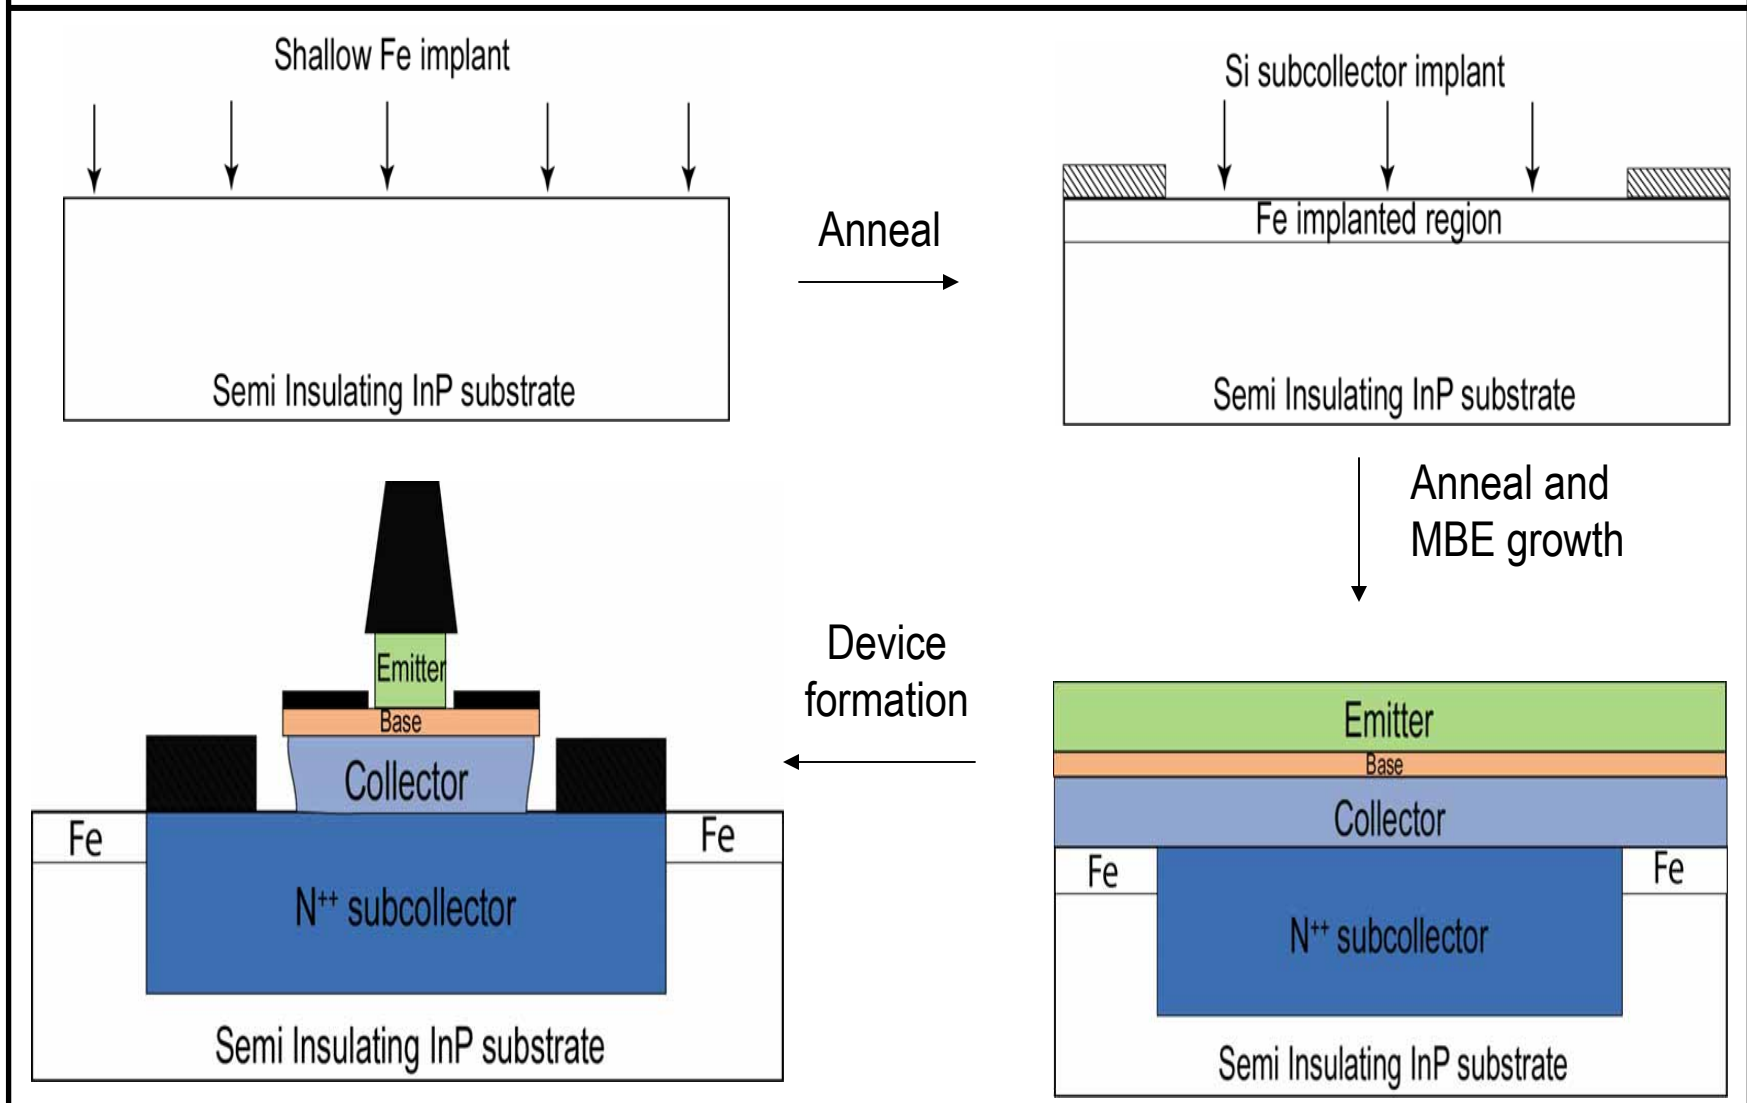 Shallow Fe implant
Semi Insulating InP substrate
Anneal
Si subcollector implant
Fe implanted region
Semi Insulating InP substrate
Anneal and
MBE growth
Emitter
Base
Collector
Fe
Fe
N⁺⁺ subcollector
Semi Insulating InP substrate
Device
formation
Emitter
Base
Collector
Fe
Fe
N⁺⁺ subcollector
Semi Insulating InP substrate